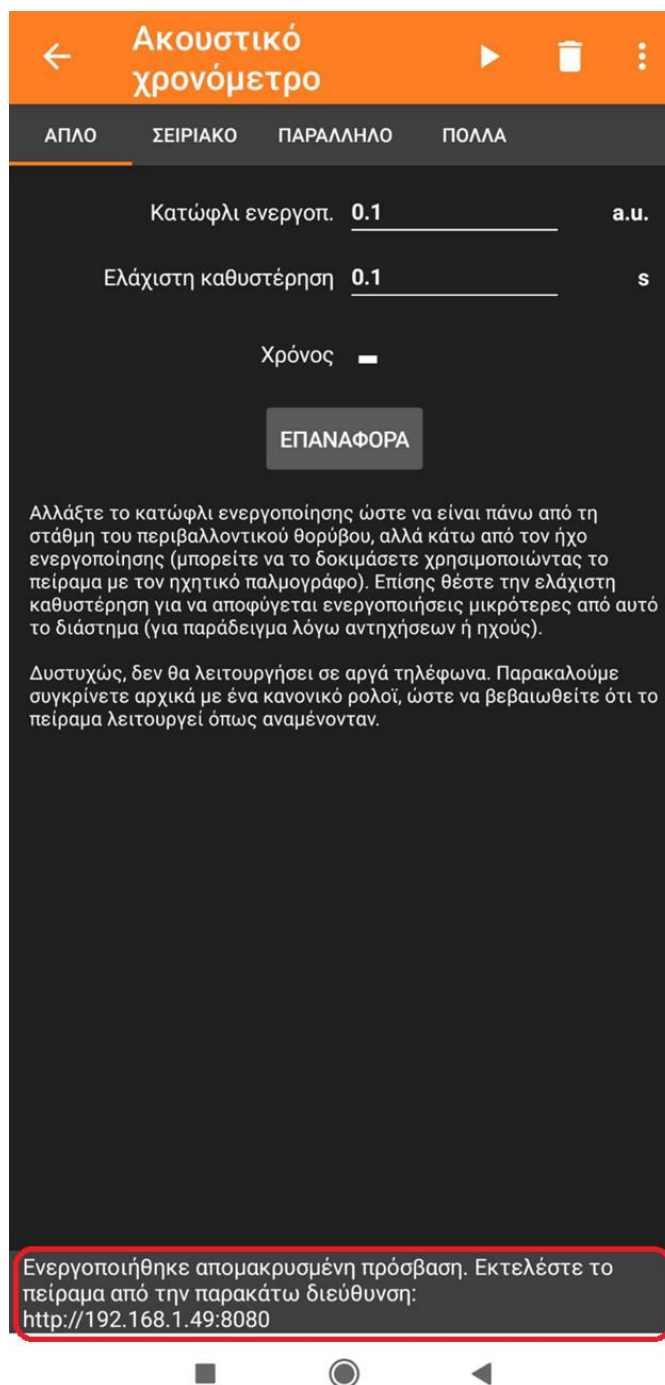 Ακουστικό
χρονόμετρο
ΑΠΛΟ ΣΕΙΡΙΑΚΟ ΠΑΡΑΛΛΗΛΟ ΠΟΛΛΑ
Κατώφλι ενεργοπ. 0.1 a.u.
Ελάχιστη καθυστέρηση 0.1 s
Χρόνος -
ΕΠΑΝΑΦΟΡΑ
Αλλάξτε το κατώφλι ενεργοποίησης ώστε να είναι πάνω από τη
στάθμη του περιβαλλοντικού θορύβου, αλλά κάτω από τον ήχο
ενεργοποίησης (μπορείτε να το δοκιμάσετε χρησιμοποιώντας το
πείραμα με τον ηχητικό παλμογράφο). Επίσης θέστε την ελάχιστη
καθυστέρηση για να αποφύγεται ενεργοποιήσεις μικρότερες από αυτό
το διάστημα (για παράδειγμα λόγω αντηχήσεων ή ηχούς).
Δυστυχώς, δεν θα λειτουργήσει σε αργά τηλέφωνα. Παρακαλούμε
συγκρίνετε αρχικά με ένα κανονικό ρολοϊ, ώστε να βεβαιωθείτε ότι το
πείραμα λειτουργεί όπως αναμένονταν.
Ενεργοποιήθηκε απομακρυσμένη πρόσβαση. Εκτελέστε το
πείραμα από την παρακάτω διεύθυνση:
http://192.168.1.49:8080